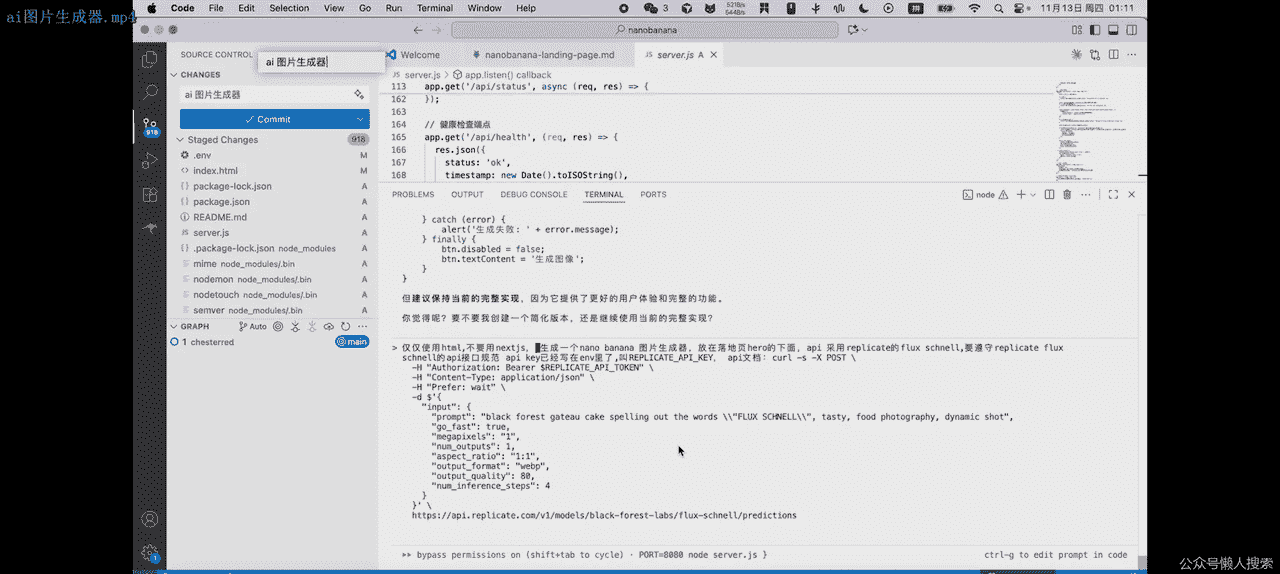 ai图片生成器.mp4
Code File Edit Selection View Go Run Terminal Window Help
3
521B/s
544B/s
11月13日 周四 01:11
nanobanana
SOURCE CONTROL
ai 图片生成器
Welcome
nanobanana-landing-page.md
JS server.js A
CHANGES
JS server.js > app.listen() callback
ai 图片生成器
Commit
Staged Changes 918
.env M
index.html M
package-lock.json A
package.json A
README.md A
JS server.js A
.package-lock.json node_modules A
mime node_modules/.bin A
nodemon node_modules/.bin A
nodetouch node_modules/.bin A
semver node_modules/.bin A
GRAPH Auto
1 chesterred main
918
1
113 app.get('/api/status', async (req, res) => {
162 });
163
164 // 健康检查端点
165 app.get('/api/health', (req, res) => {
166 res.json({
167 status: 'ok',
168 timestamp: new Date().toISOString(),
PROBLEMS OUTPUT DEBUG CONSOLE TERMINAL PORTS
node
} catch (error) {
alert('生成失败: ' + error.message);
} finally {
btn.disabled = false;
btn.textContent = '生成图像';
}
}
但建议保持当前的完整实现，因为它提供了更好的用户体验和完整的功能。
你觉得呢？要不要我创建一个简化版本，还是继续使用当前的完整实现？
> 仅仅使用html,不要用nextjs，生成一个nano banana 图片生成器，放在落地页hero的下面，api 采用replicate的flux schnell,要遵守replicate flux
schnell的api接口规范 api key已经写在env里了,叫REPLICATE_API_KEY， api文档：curl -s -X POST \
-H "Authorization: Bearer $REPLICATE_API_TOKEN" \
-H "Content-Type: application/json" \
-H "Prefer: wait" \
-d $'{
"input": {
"prompt": "black forest gateau cake spelling out the words \\"FLUX SCHNELL\\", tasty, food photography, dynamic shot",
"go_fast": true,
"megapixels": "1",
"num_outputs": 1,
"aspect_ratio": "1:1",
"output_format": "webp",
"output_quality": 80,
"num_inference_steps": 4
}
}' \
https://api.replicate.com/v1/models/black-forest-labs/flux-schnell/predictions
▸▸ bypass permissions on (shift+tab to cycle) · PORT=8080 node server.js }
ctrl-g to edit prompt in code
公众号懒人搜索